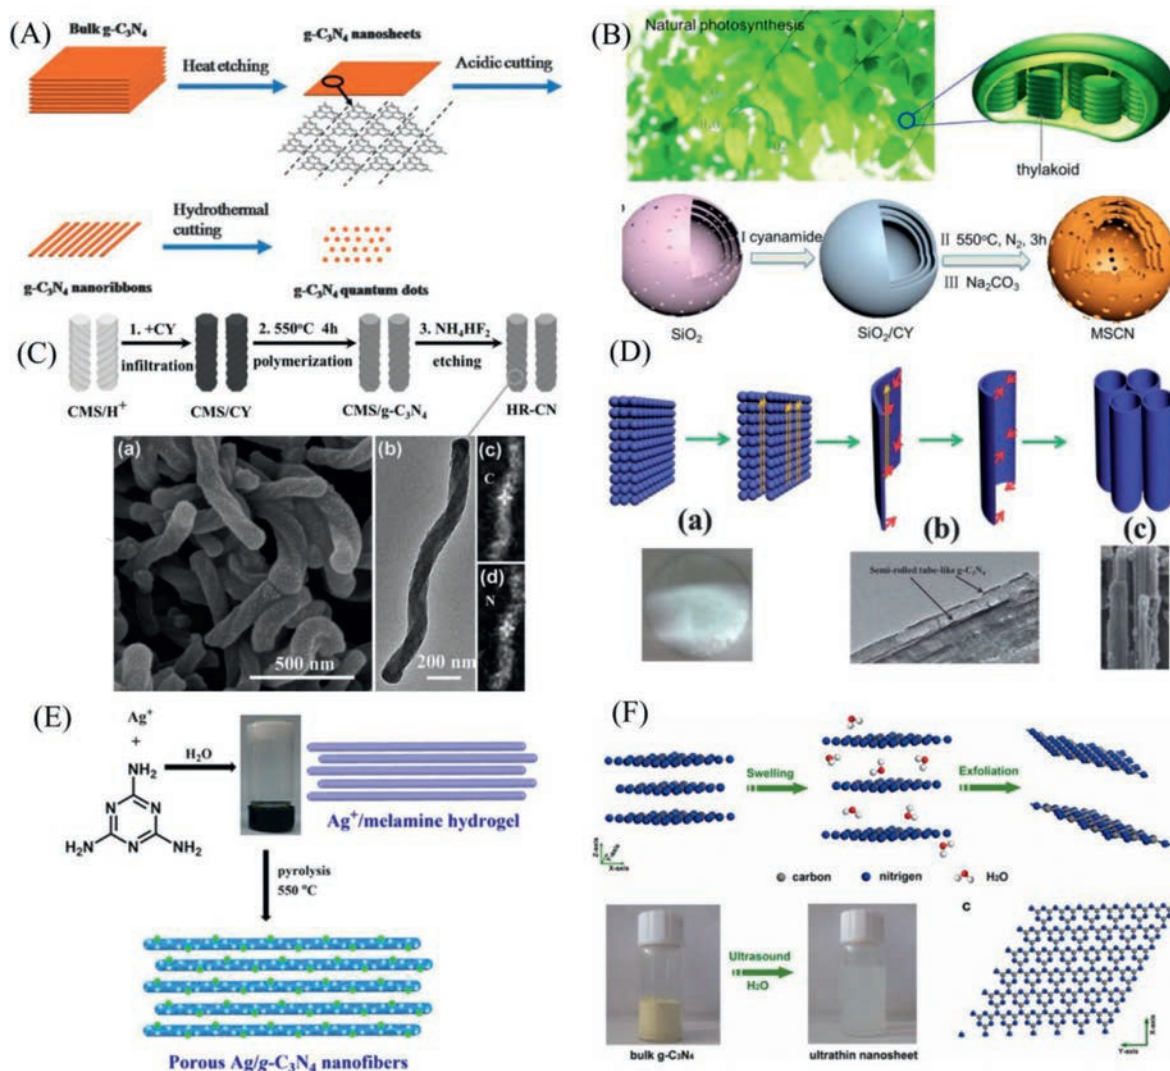 (A)
Bulk g-C₃N₄
Heat etching
g-C₃N₄ nanosheets
Acidic cutting
Hydrothermal
cutting
g-C₃N₄ nanoribbons
g-C₃N₄ quantum dots
(B)
Natural photosynthesis
thylakoid
I cyanamide
II 550°C, N₂, 3h
III Na₂CO₃
SiO₂
SiO₂/CY
MSCN
(C)
1. +CY
infiltration
2. 550°C 4h
polymerization
3. NH₄HF₂
etching
CMS/H⁺
CMS/CY
CMS/g-C₃N₄
HR-CN
(a)
500 nm
(b)
200 nm
(c)
C
(d)
N
(D)
(a)
(b)
(c)
Semi-rolled tube-like g-C₃N₄
(E)
Ag⁺
+
H₂O
NH₂
N
N
N
H₂N
NH₂
Ag⁺/melamine hydrogel
pyrolysis
550 °C
Porous Ag/g-C₃N₄ nanofibers
(F)
Swelling
Exfoliation
Z-axis
X-axis
carbon
nitrogen
H₂O
Ultrasound
H₂O
bulk g-C₃N₄
ultrathin nanosheet
c
X-axis
Y-axis